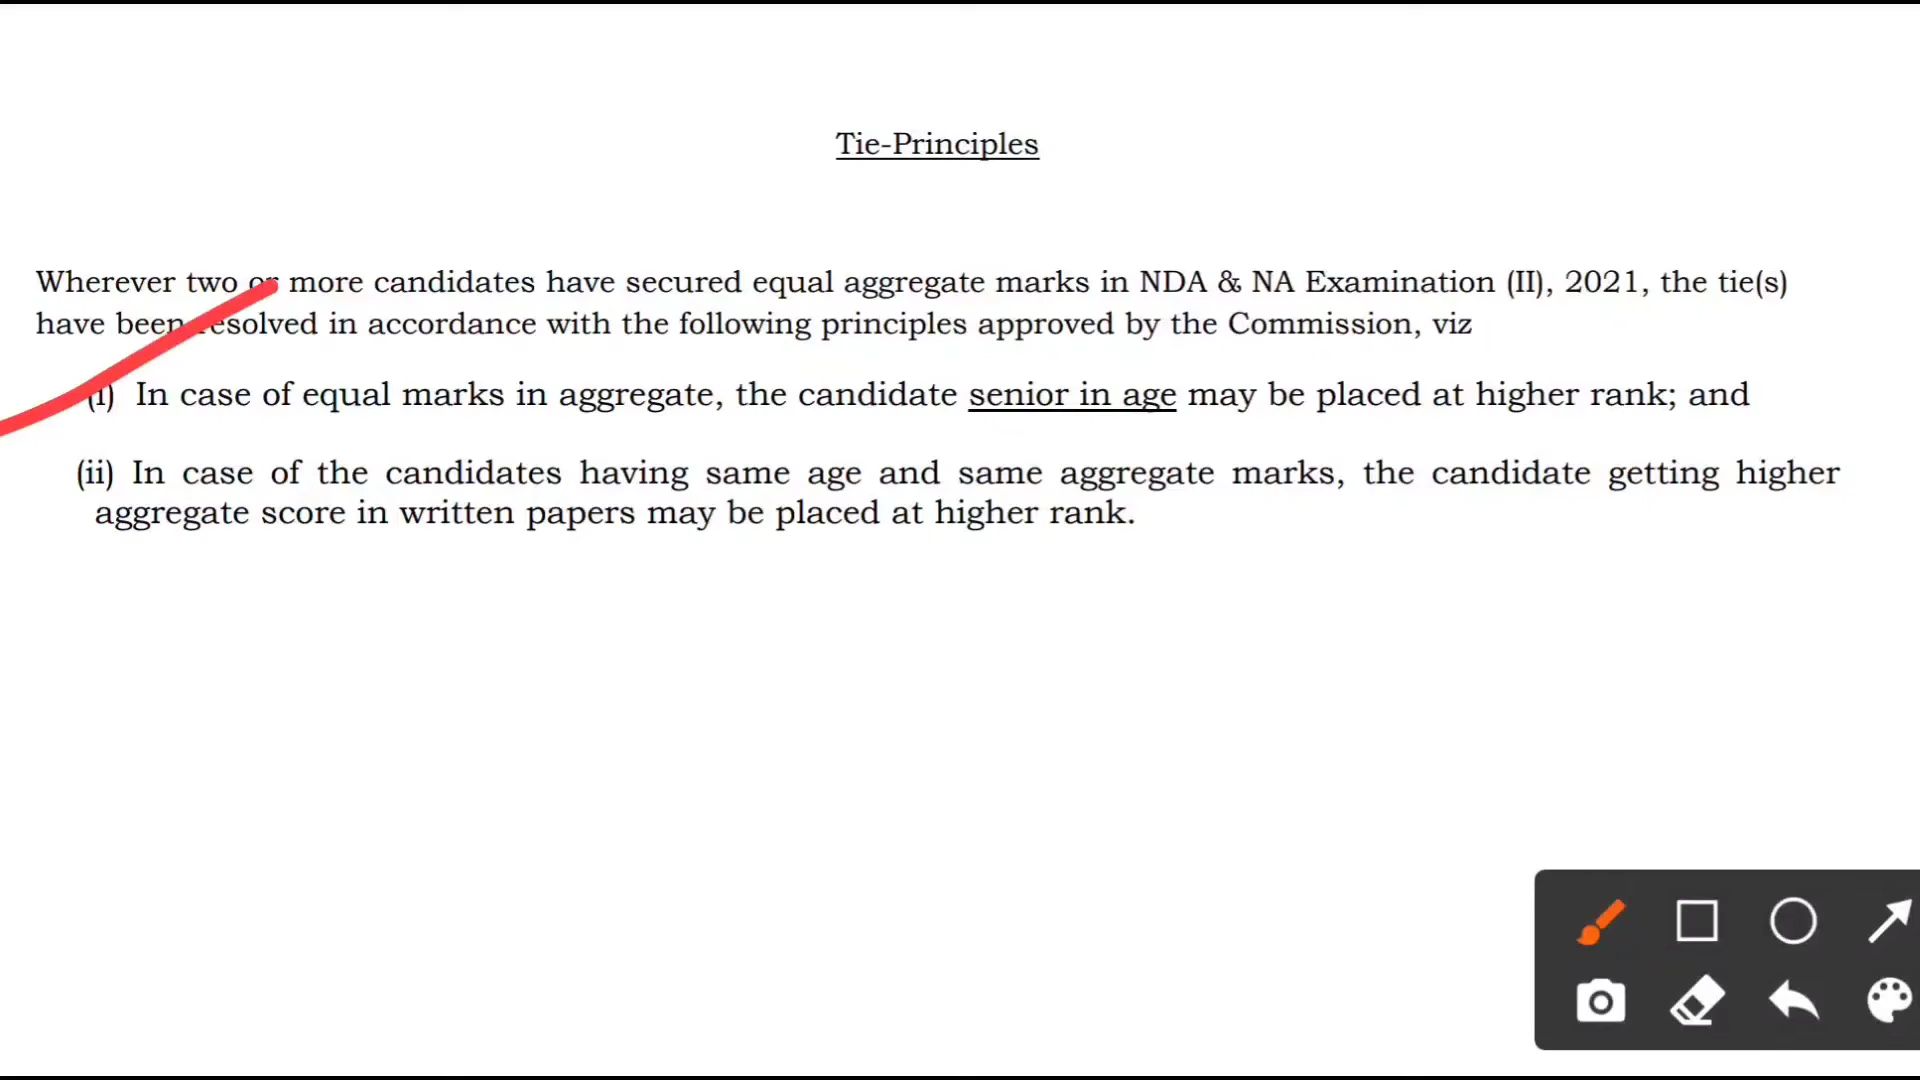 Tie-Principles
Wherever two or more candidates have secured equal aggregate marks in NDA & NA Examination (II), 2021, the tie(s)
have been resolved in accordance with the following principles approved by the Commission, viz
(i) In case of equal marks in aggregate, the candidate senior in age may be placed at higher rank; and
(ii) In case of the candidates having same age and same aggregate marks, the candidate getting higher
aggregate score in written papers may be placed at higher rank.